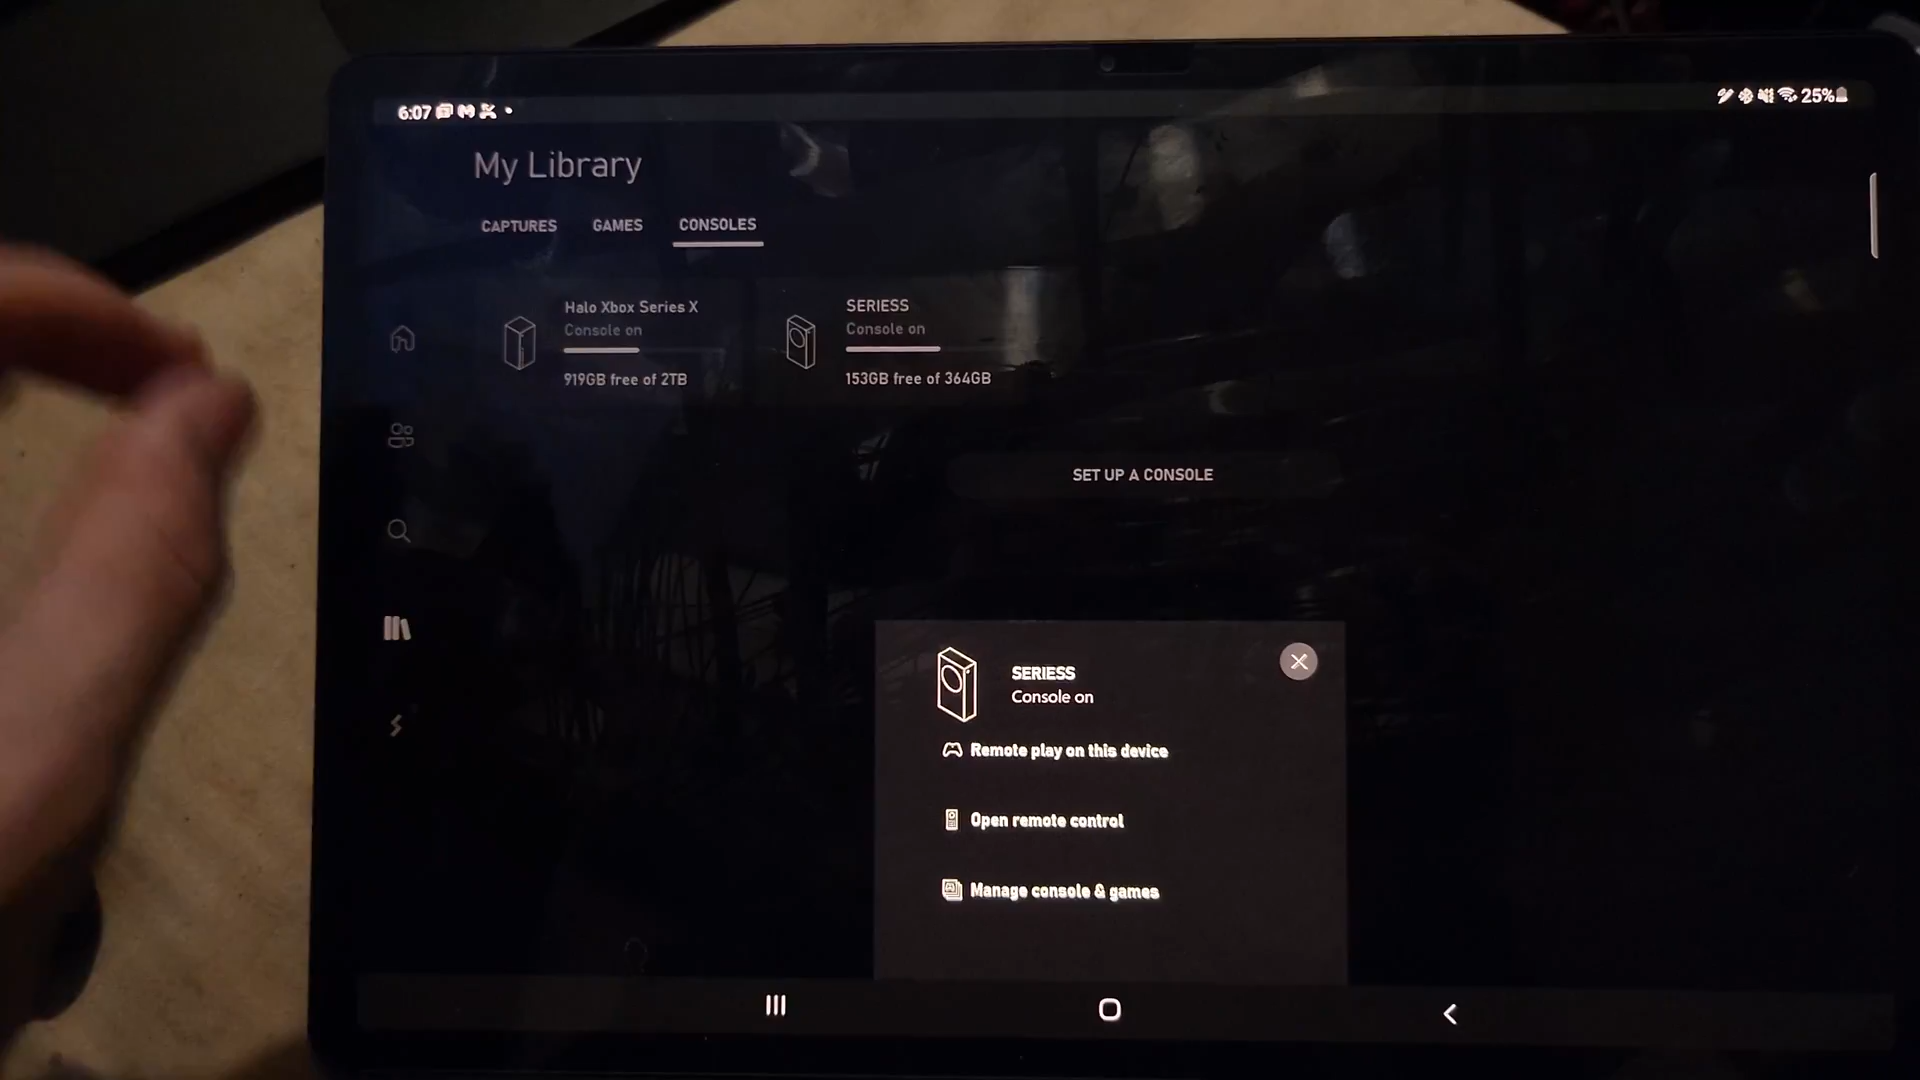 6:07
25%
My Library
CAPTURES GAMES CONSOLES
Halo Xbox Series X
Console on
919GB free of 2TB
SERIESS
Console on
153GB free of 364GB
SET UP A CONSOLE
SERIESS
Console on
Remote play on this device
Open remote control
Manage console & games